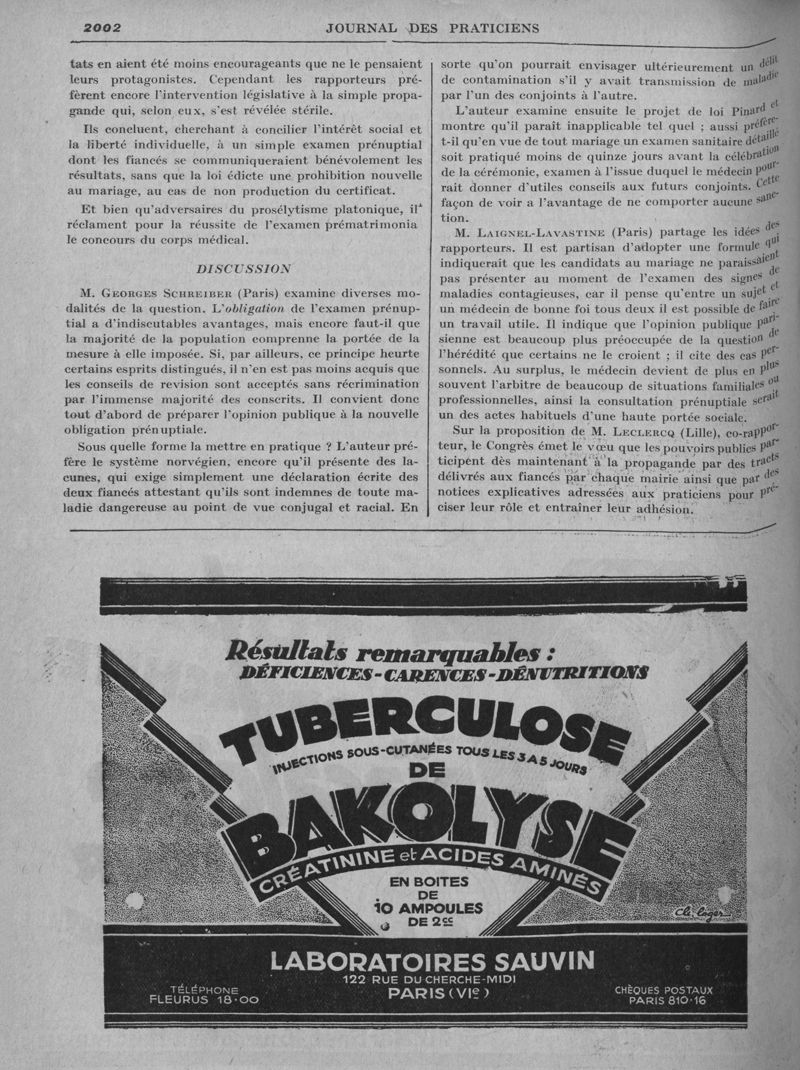 2002
JOURNAL DES PRATICIENS
tats en aient été moins encourageants que ne le pensaient
leurs protagonistes. Cependant les rapporteurs pré-
fèrent encore l'intervention législative à la simple propa-
gande qui, selon eux, s'est révélée stérile.
Ils concluent, cherchant à concilier l'intérêt social et
la liberté individuelle, à un simple examen prénuptial
dont les fiancés se communiqueraient bénévolement les
résultats, sans que la loi édicte une prohibition nouvelle
au mariage, au cas de non production du certificat.
Et bien qu'adversaires du prosélytisme platonique, il
réclament pour la réussite de l'examen prématrimonia
le concours du corps médical.
DISCUSSION
M. GEORGES SCHREIBER (Paris) examine diverses mo-
dalités de la question. L'obligation de l'examen prénup-
tial a d'indiscutables avantages, mais encore faut-il que
la majorité de la population comprenne la portée de la
mesure à elle imposée. Si, par ailleurs, ce principe heurte
certains esprits distingués, il n'en est pas moins acquis que
les conseils de revision sont acceptés sans récrimination
par l'immense majorité des conscrits. Il convient donc
tout d'abord de préparer l'opinion publique à la nouvelle
obligation prénuptiale.
Sous quelle forme la mettre en pratique ? L'auteur pré-
fère le système norvégien, encore qu'il présente des la-
cunes, qui exige simplement une déclaration écrite des
deux fiancés attestant qu'ils sont indemnes de toute ma-
ladie dangereuse au point de vue conjugal et racial. En
sorte qu'on pourrait envisager ultérieurement un délit
de contamination s'il y avait transmission de maladie
par l'un des conjoints à l'autre.
L'auteur examine ensuite le projet de loi Pinard et
montre qu'il paraît inapplicable tel quel ; aussi préfère-
t-il qu'en vue de tout mariage un examen sanitaire détaillé
soit pratiqué moins de quinze jours avant la célébration
de la cérémonie, examen à l'issue duquel le médecin pour-
rait donner d'utiles conseils aux futurs conjoints. Cette
façon de voir a l'avantage de ne comporter aucune sanc-
tion.
M. LAIGNEL-LAVASTINE (Paris) partage les idées des
rapporteurs. Il est partisan d'adopter une formule qui
indiquerait que les candidats au mariage ne paraissaient
pas présenter au moment de l'examen des signes de
maladies contagieuses, car il pense qu'entre un sujet et
un médecin de bonne foi tous deux il est possible de faire
un travail utile. Il indique que l'opinion publique pari-
sienne est beaucoup plus préoccupée de la question de
l'hérédité que certains ne le croient ; il cite des cas per-
sonnels. Au surplus, le médecin devient de plus en plus
souvent l'arbitre de beaucoup de situations familiales ou
professionnelles, ainsi la consultation prénuptiale serait
un des actes habituels d'une haute portée sociale.
Sur la proposition de M. LECLERCQ (Lille), co-rappor-
teur, le Congrès émet le vœu que les pouvoirs publics par-
ticipent dès maintenant à la propagande par des tracts
délivrés aux fiancés par chaque mairie ainsi que par des
notices explicatives adressées aux praticiens pour pré-
ciser leur rôle et entraîner leur adhésion.
Résultats remarquables :
DÉFICIENCES - CARENCES - DÉNUTRITIONS
TUBERCULOSE
INJECTIONS SOUS-CUTANÉES TOUS LES 3 A 5 JOURS
DE
BAKOLYSE
CRÉATININE et ACIDES AMINÉS
EN BOITES
DE
10 AMPOULES
DE 2cc
Ch. Loger
LABORATOIRES SAUVIN
122 RUE DU CHERCHE-MIDI
PARIS (VIe)
TÉLÉPHONE
FLEURUS 18-00
CHÈQUES POSTAUX
PARIS 810-16